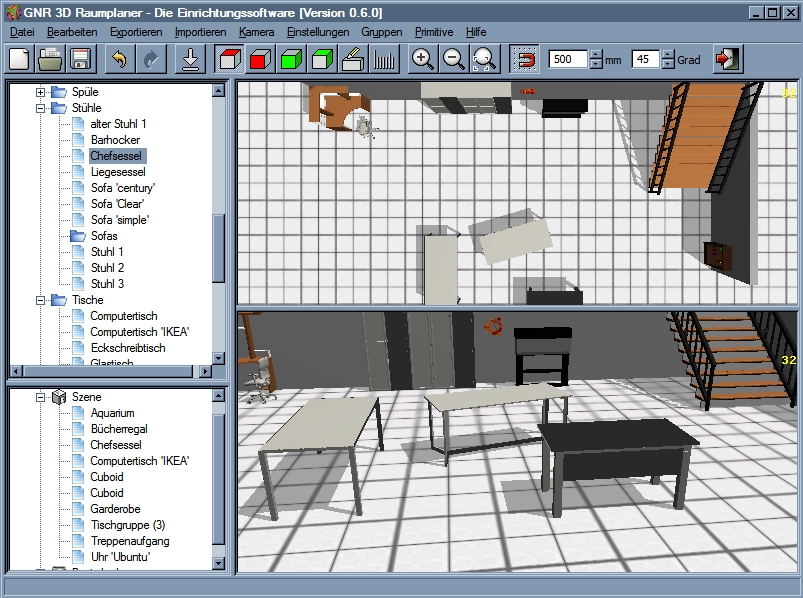 GNR 3D Raumplaner - Die Einrichtungssoftware [Version 0.6.0]
Datei Bearbeiten Exportieren Importieren Kamera Einstellungen Gruppen Primitive Hilfe
500 mm 45 Grad
Spüle
Stühle
alter Stuhl 1
Barhocker
Chefsessel
Liegesessel
Sofa 'century'
Sofa 'Clear'
Sofa 'simple'
Sofas
Stuhl 1
Stuhl 2
Stuhl 3
Tische
Computertisch
Computertisch 'IKEA'
Eckschreibtisch
Glastisch
32
32
Szene
Aquarium
Bücherregal
Chefsessel
Computertisch 'IKEA'
Cuboid
Cuboid
Garderobe
Tischgruppe (3)
Treppenaufgang
Uhr 'Ubuntu'